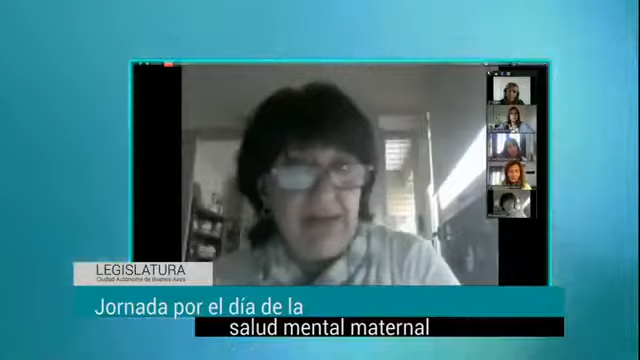 LEGISLATURA
Ciudad Autónoma de Buenos Aires
Jornada por el día de la
salud mental maternal